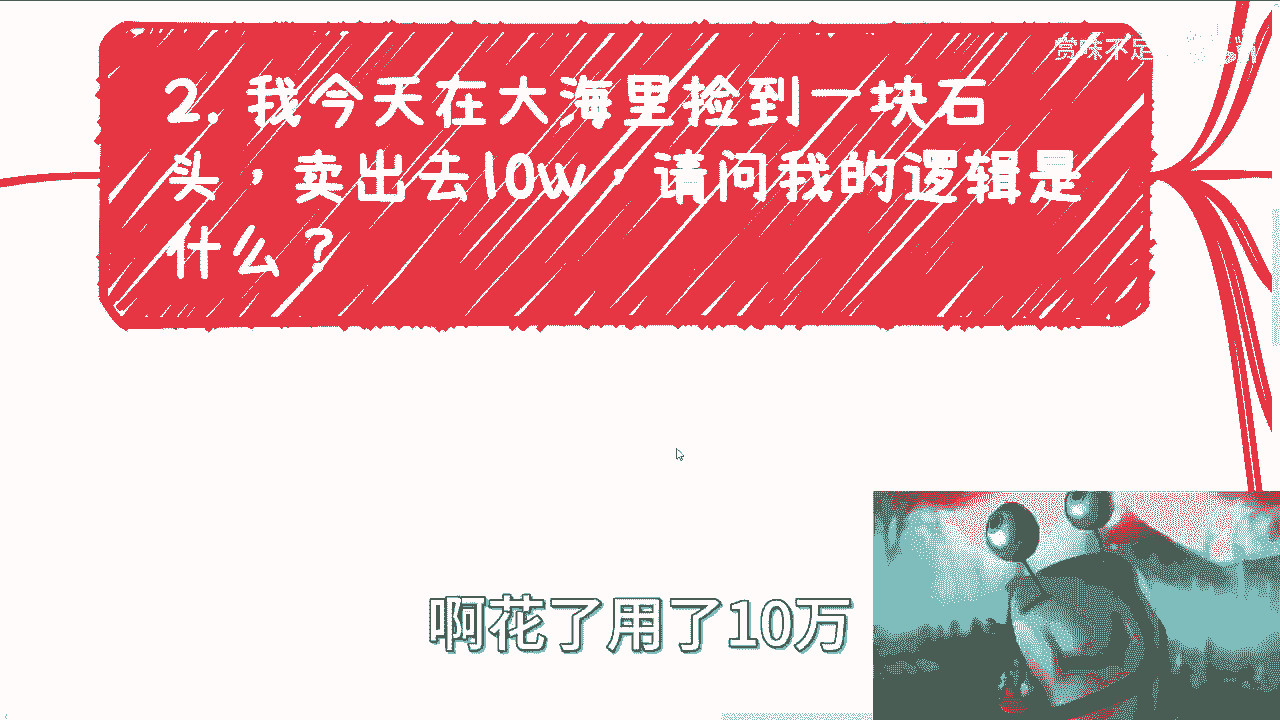 赏味不足
2. 我今天在大海里捡到一块石
头，卖出去10w，请问我的逻辑是
什么？
啊花了用了10万